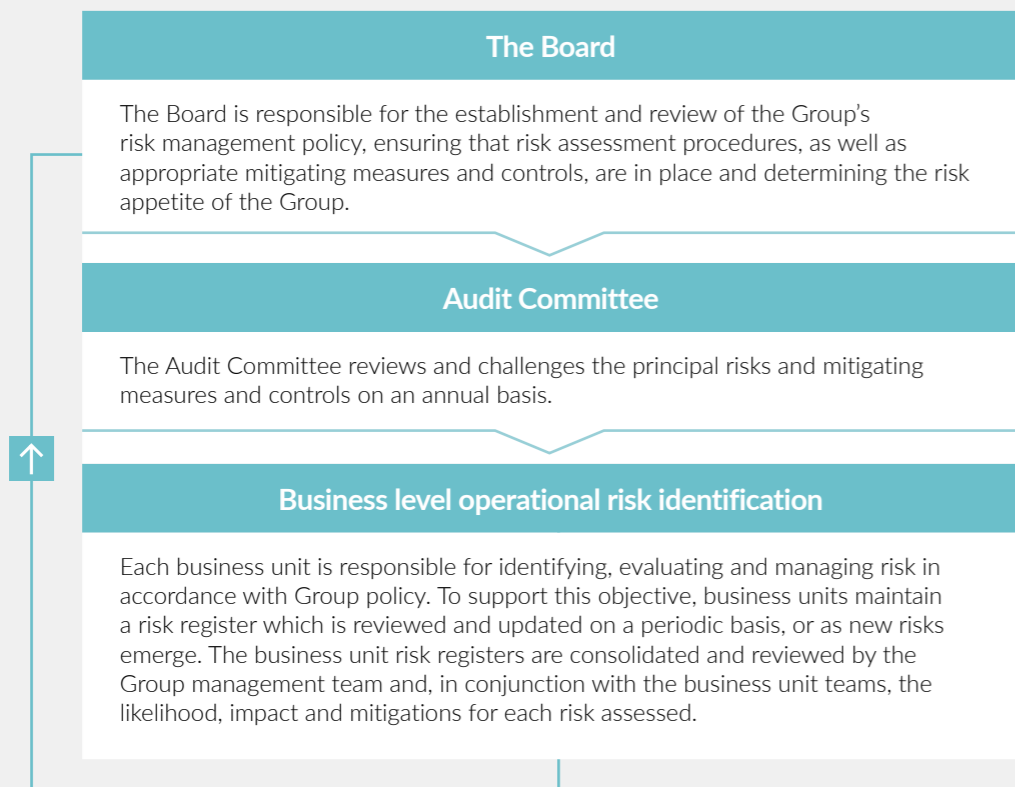 The Board
The Board is responsible for the establishment and review of the Group’s
risk management policy, ensuring that risk assessment procedures, as well as
appropriate mitigating measures and controls, are in place and determining the risk
appetite of the Group.
Audit Committee
The Audit Committee reviews and challenges the principal risks and mitigating
measures and controls on an annual basis.
Business level operational risk identification
Each business unit is responsible for identifying, evaluating and managing risk in
accordance with Group policy. To support this objective, business units maintain
a risk register which is reviewed and updated on a periodic basis, or as new risks
emerge. The business unit risk registers are consolidated and reviewed by the
Group management team and, in conjunction with the business unit teams, the
likelihood, impact and mitigations for each risk assessed.